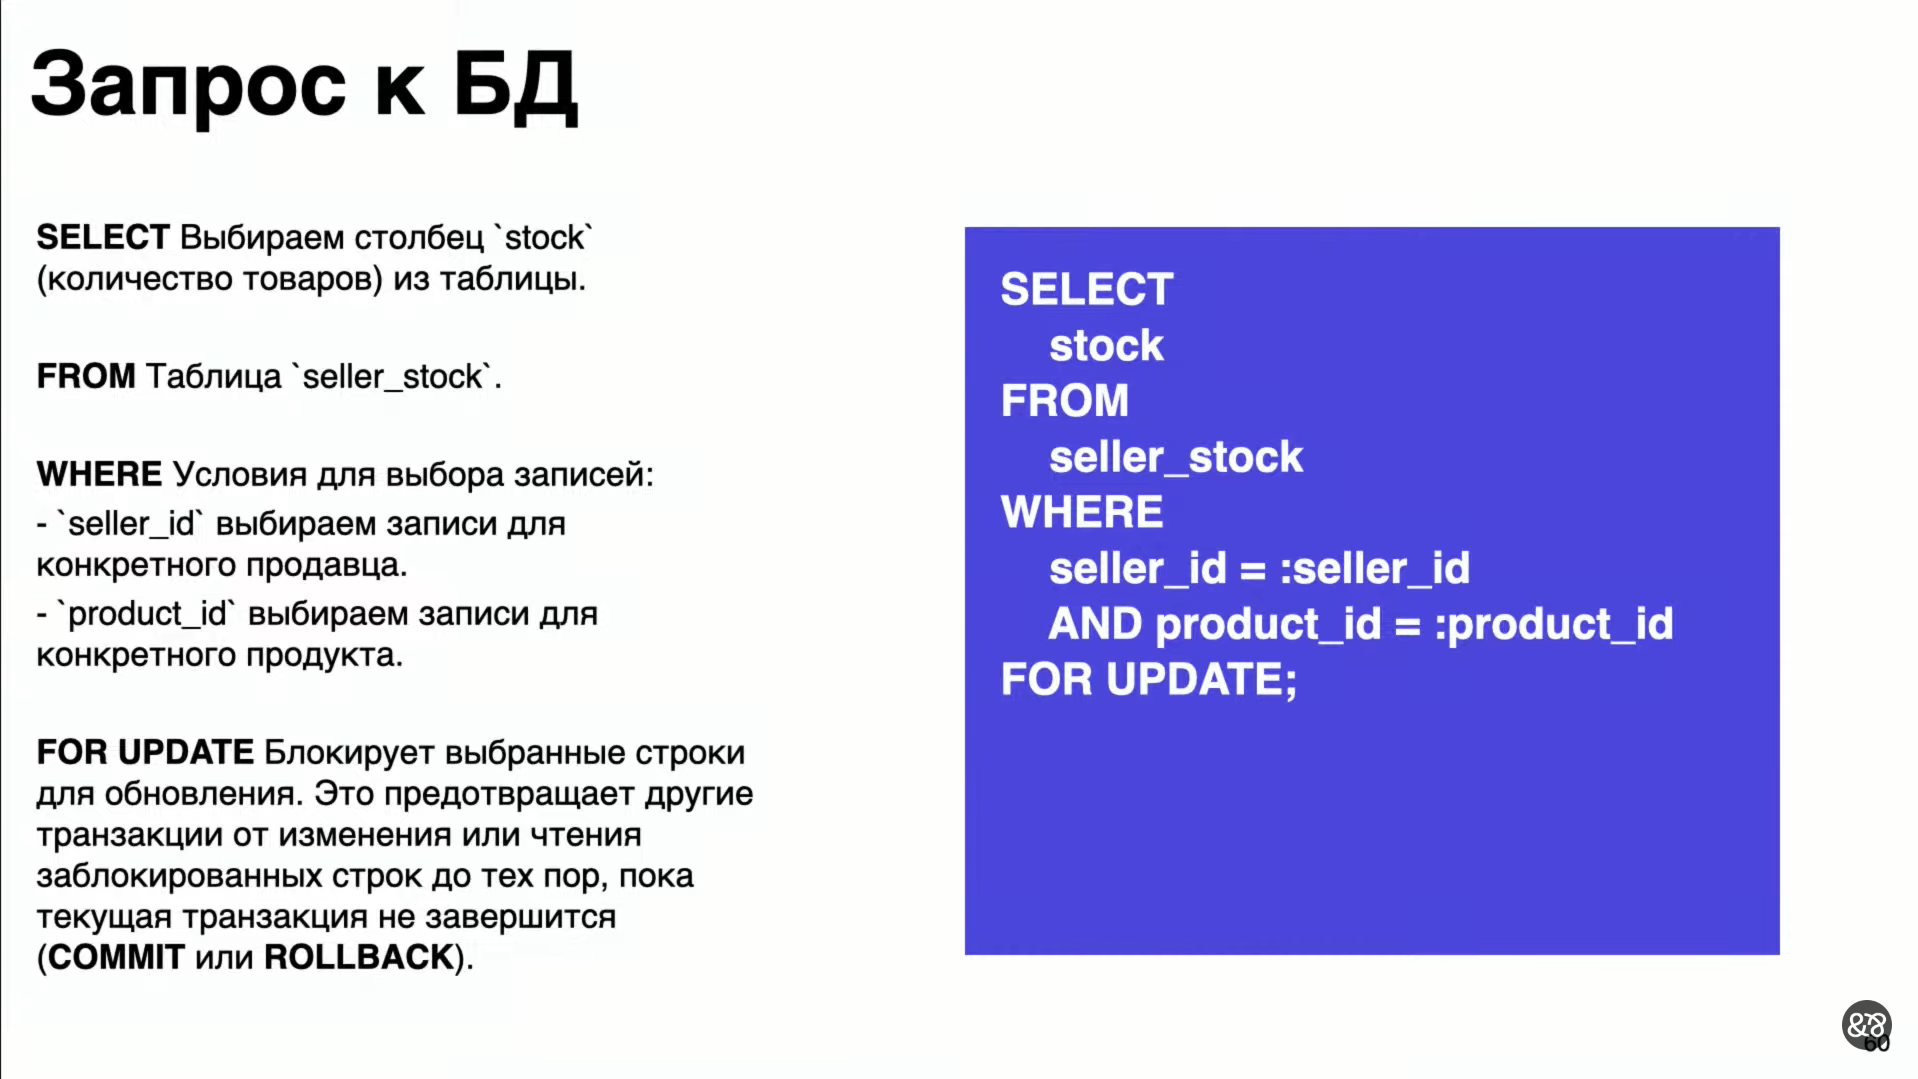 Запрос к БД
SELECT Выбираем столбец `stock`
(количество товаров) из таблицы.
FROM Таблица `seller_stock`.
WHERE Условия для выбора записей:
- `seller_id` выбираем записи для
конкретного продавца.
- `product_id` выбираем записи для
конкретного продукта.
FOR UPDATE Блокирует выбранные строки
для обновления. Это предотвращает другие
транзакции от изменения или чтения
заблокированных строк до тех пор, пока
текущая транзакция не завершится
(COMMIT или ROLLBACK).
SELECT
stock
FROM
seller_stock
WHERE
seller_id = :seller_id
AND product_id = :product_id
FOR UPDATE;
60